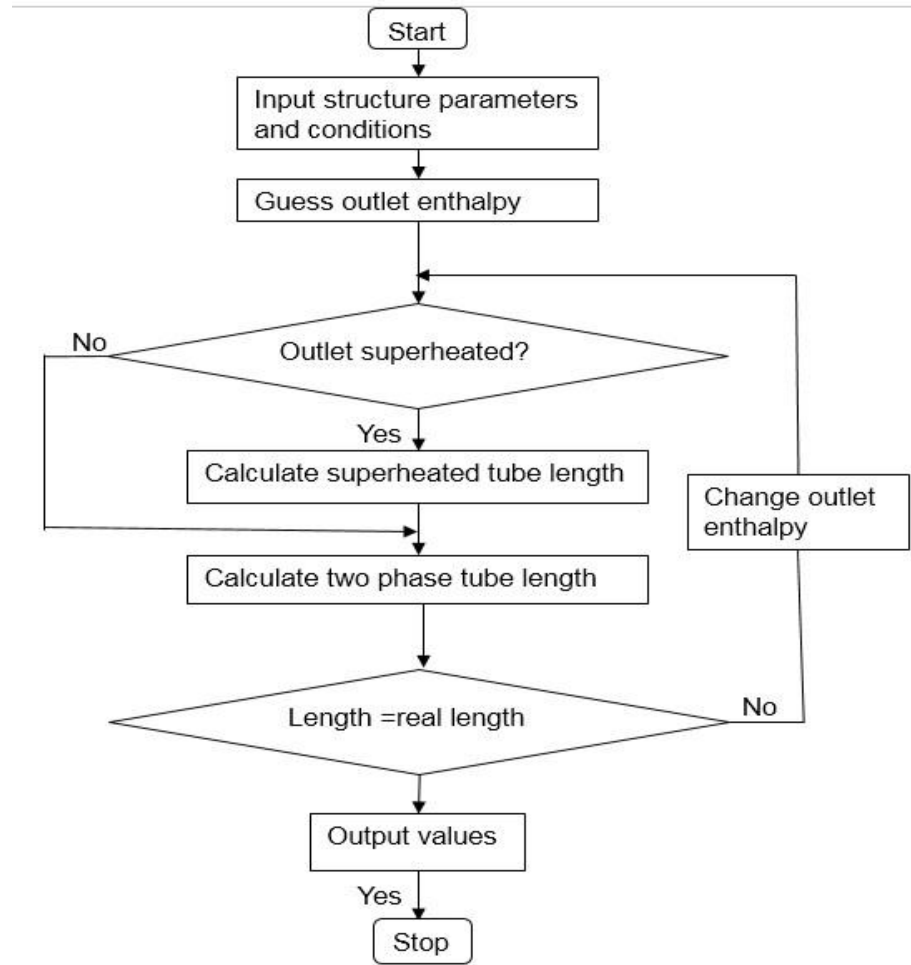 Start
Input structure parameters
and conditions
Guess outlet enthalpy
No
Outlet superheated?
Yes
Calculate superheated tube length
Change outlet
enthalpy
Calculate two phase tube length
Length =real length
No
Output values
Yes
Stop